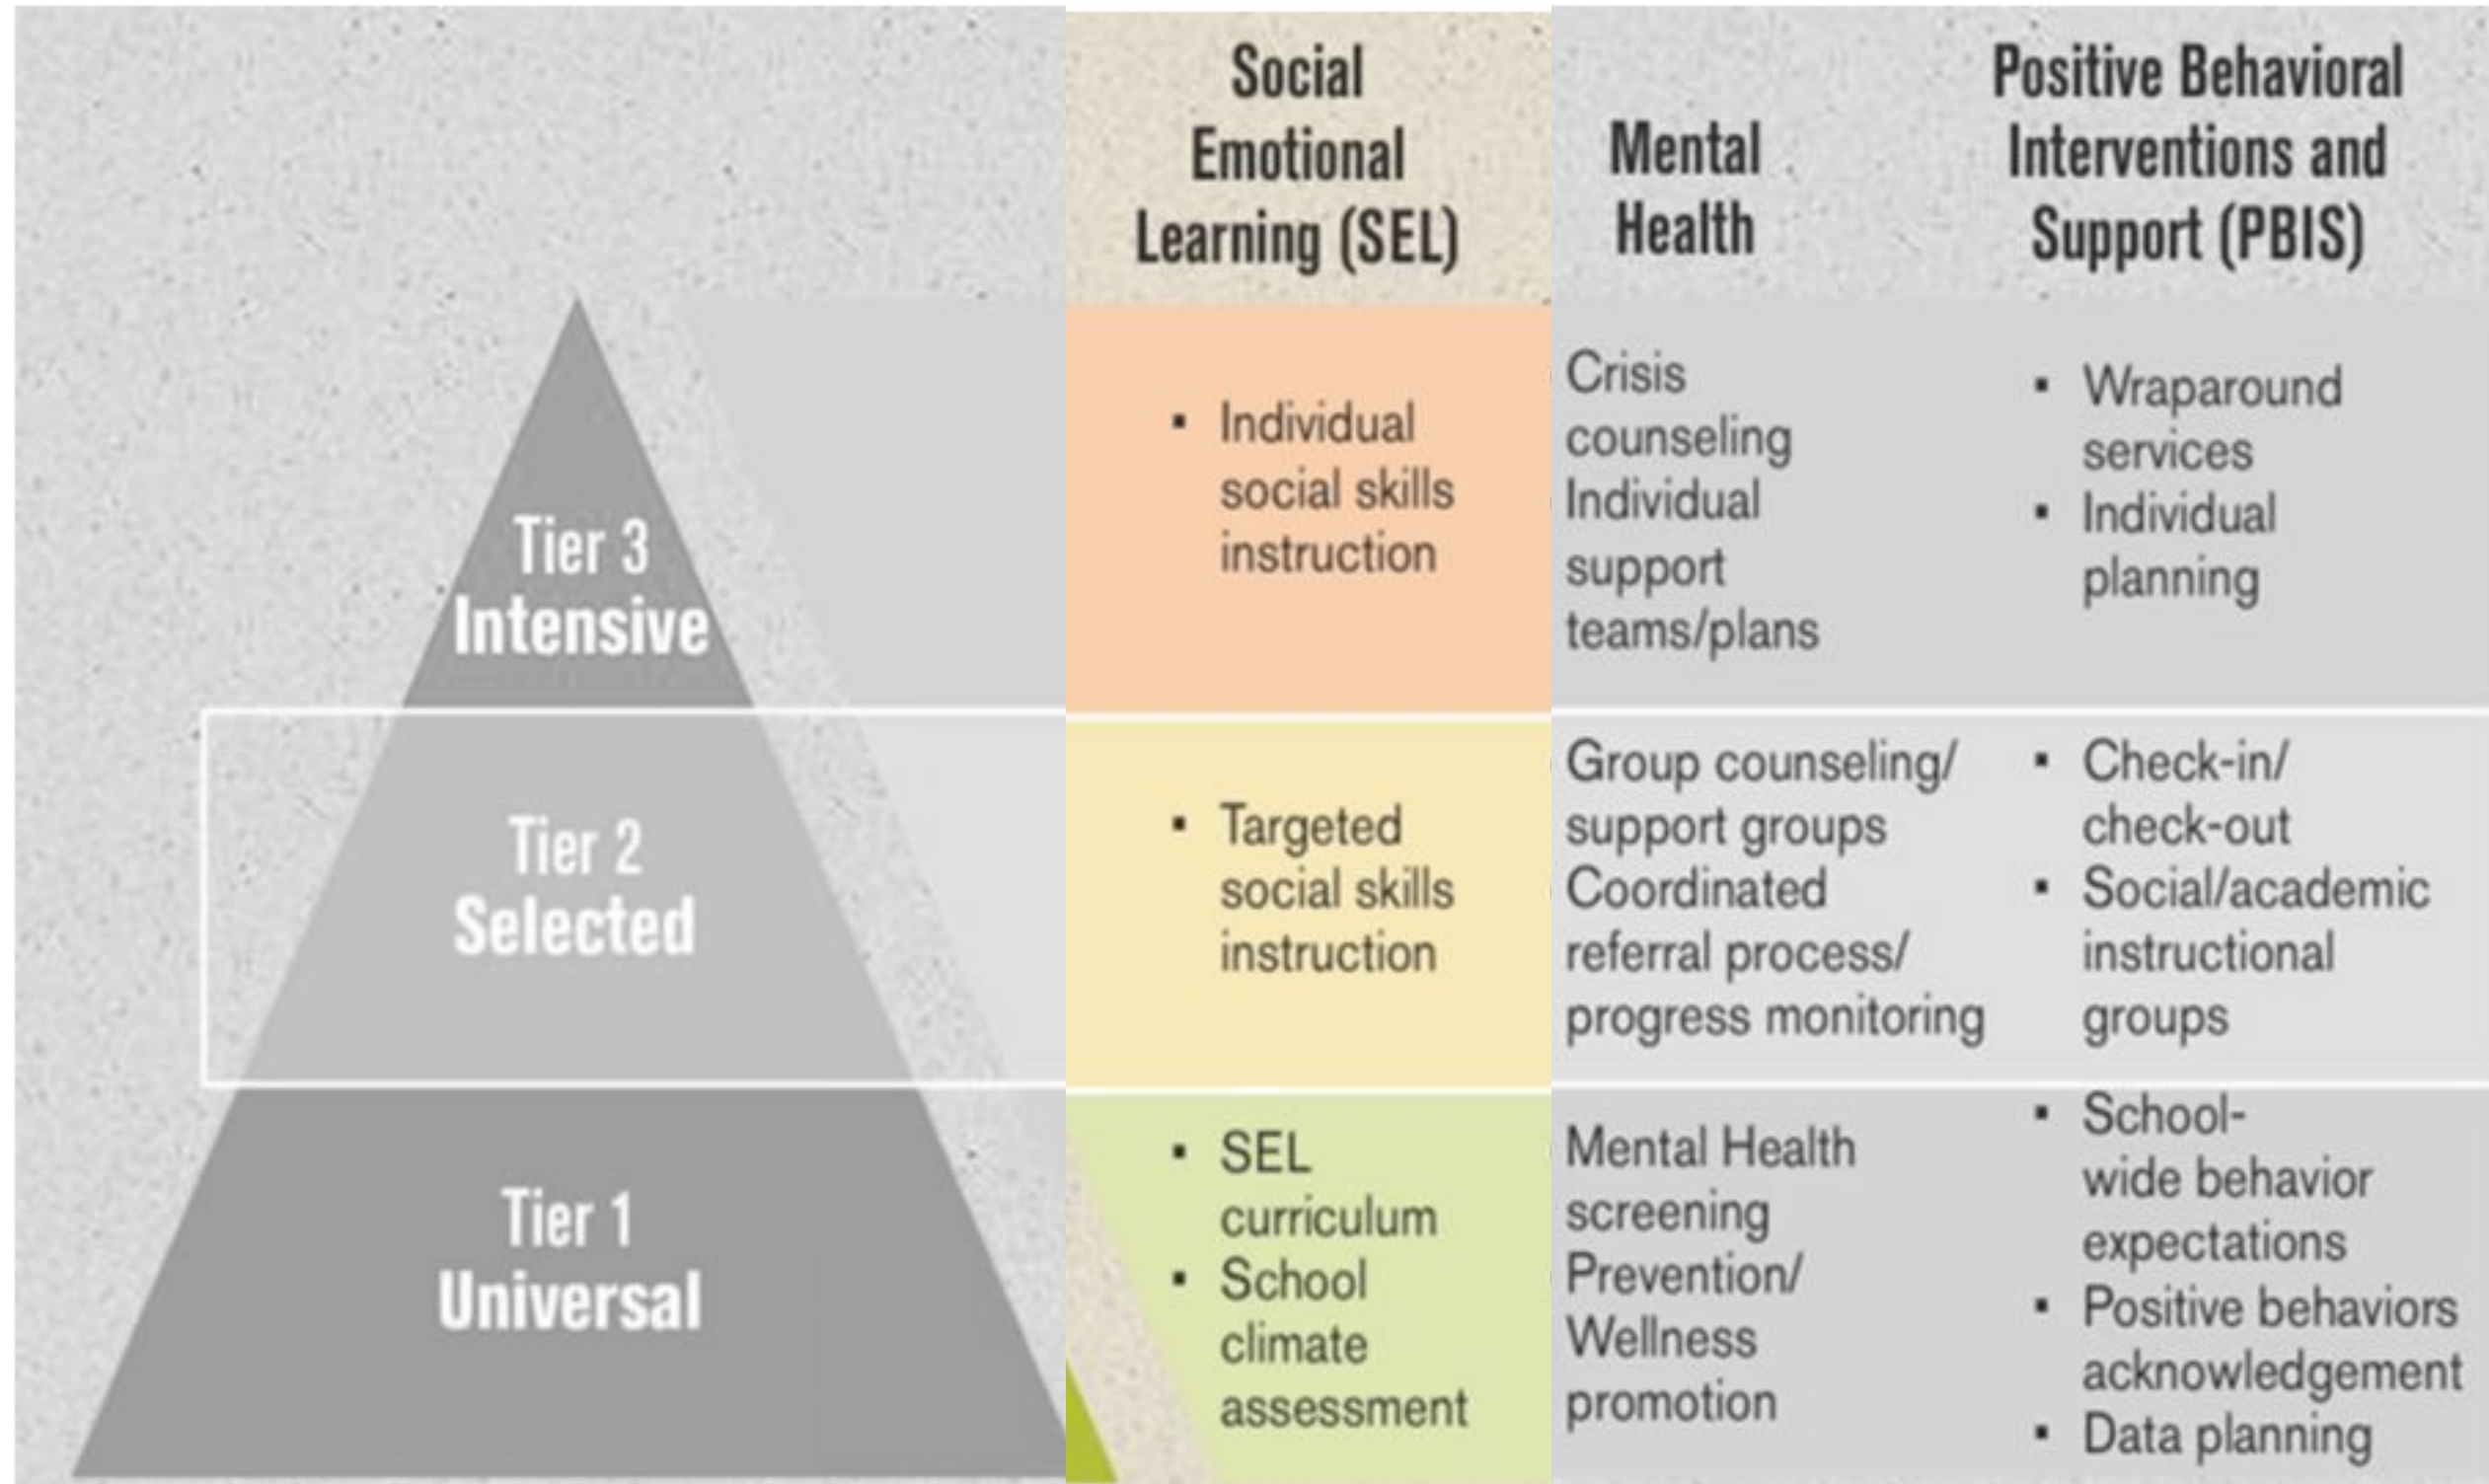 Social
Emotional
Learning (SEL)
Mental
Health
Positive Behavioral
Interventions and
Support (PBIS)
Tier 3
Intensive
▪ Individual
social skills
instruction
Crisis
counseling
Individual
support
teams/plans
▪ Wraparound
services
▪ Individual
planning
Tier 2
Selected
▪ Targeted
social skills
instruction
Group counseling/
support groups
Coordinated
referral process/
progress monitoring
▪ Check-in/
check-out
▪ Social/academic
instructional
groups
Tier 1
Universal
▪ SEL
curriculum
▪ School
climate
assessment
Mental Health
screening
Prevention/
Wellness
promotion
▪ School-
wide behavior
expectations
▪ Positive behaviors
acknowledgement
▪ Data planning